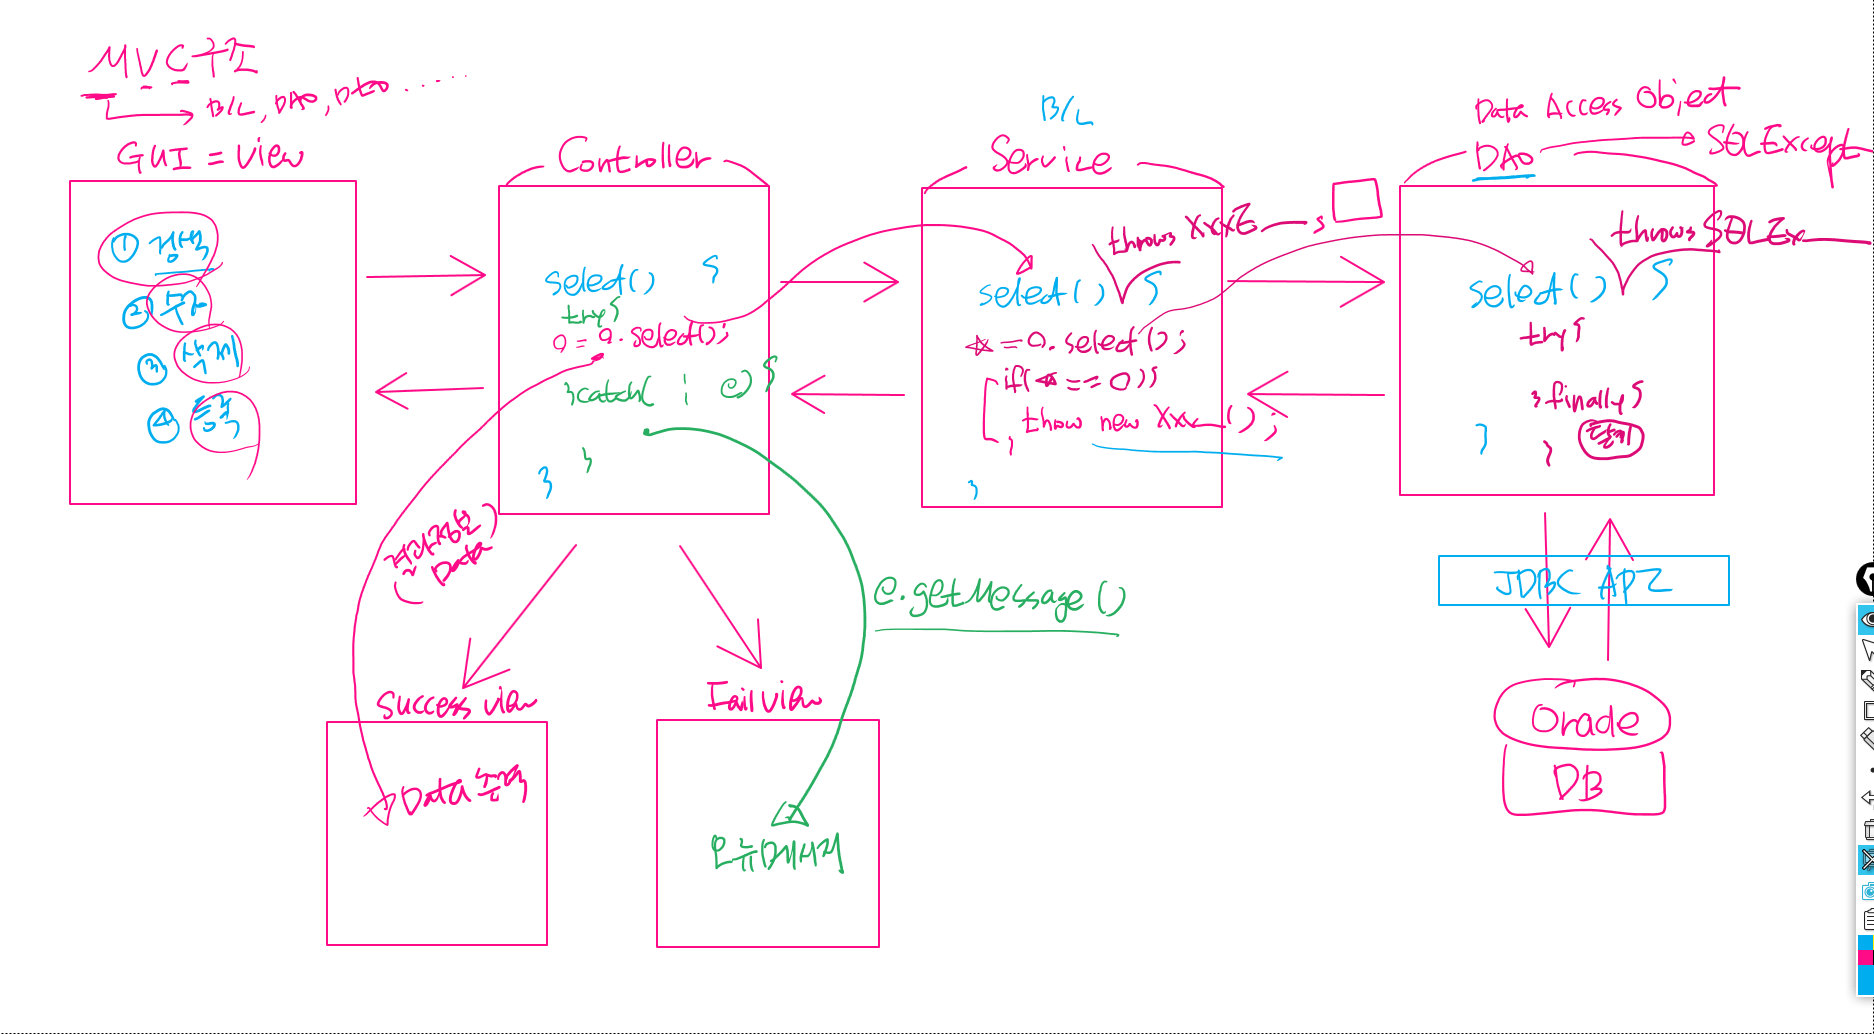 MVC구조
B/L, DAO, DTO ......
GUI = View
① 검색
②
③ 삭제
④ 등록
Controller
select() {
try{
a = a.select();
}catch( : e){
}
}
결과정보
Data
Success view
Data 출력
Fail view
오류메시지
e.getMessage()
B/L
Service
throws XxxE
select() {
☆=a.select();
if(☆==0){
throw new Xxx ();
}
}
Data Access Object
DAO
SQLExcept
throws SQLEx
select() {
try{
}finally{
닫기
}
}
JDBC API
Oracle
DB